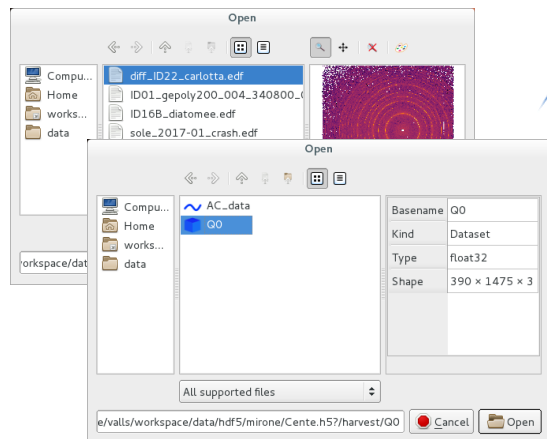 Open
Compu...
Home
works...
data
diff_ID22_carlotta.edf
ID01_gepoly200_004_340800_
ID16B_diatomee.edf
sole_2017-01_crash.edf
orkspace/dat
Open
Compu...
Home
works...
data
AC_data
Q0
Basename Q0
Kind Dataset
Type float32
Shape 390 × 1475 × 3
All supported files
e/valls/workspace/data/hdf5/mirone/Cente.h5?/harvest/Q0
Cancel
Open